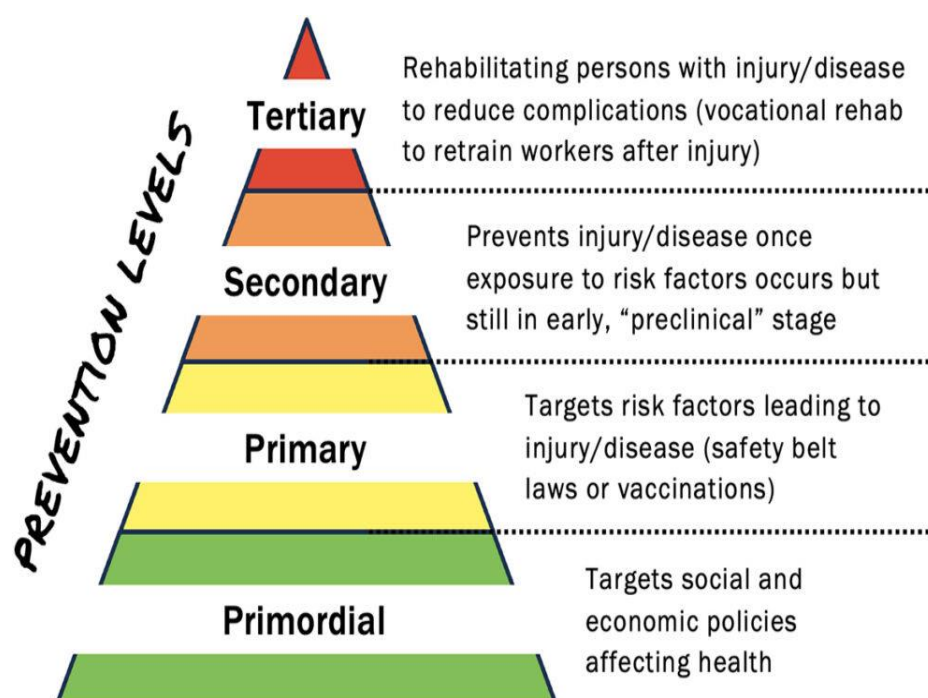 PREVENTION LEVELS
Tertiary
Rehabilitating persons with injury/disease
to reduce complications (vocational rehab
to retrain workers after injury)
Secondary
Prevents injury/disease once
exposure to risk factors occurs but
still in early, “preclinical” stage
Primary
Targets risk factors leading to
injury/disease (safety belt
laws or vaccinations)
Primordial
Targets social and
economic policies
affecting health